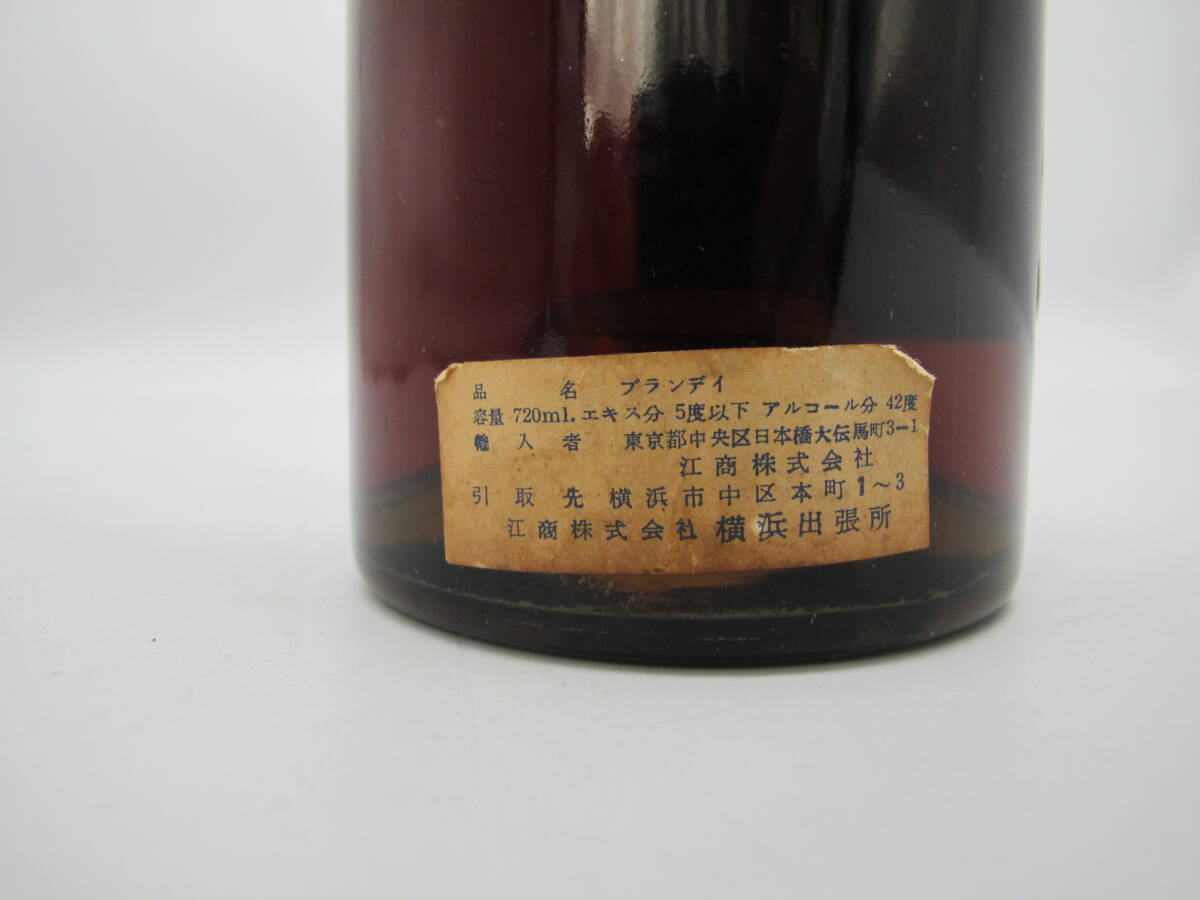 品名 ブランデイ
容量 720ml. エキス分 5度以下 アルコール分 42度
輸入者 東京都中央区日本橋大伝馬町3-1
江商株式会社
引取先 横浜市中区本町1～3
江商株式会社 横浜出張所